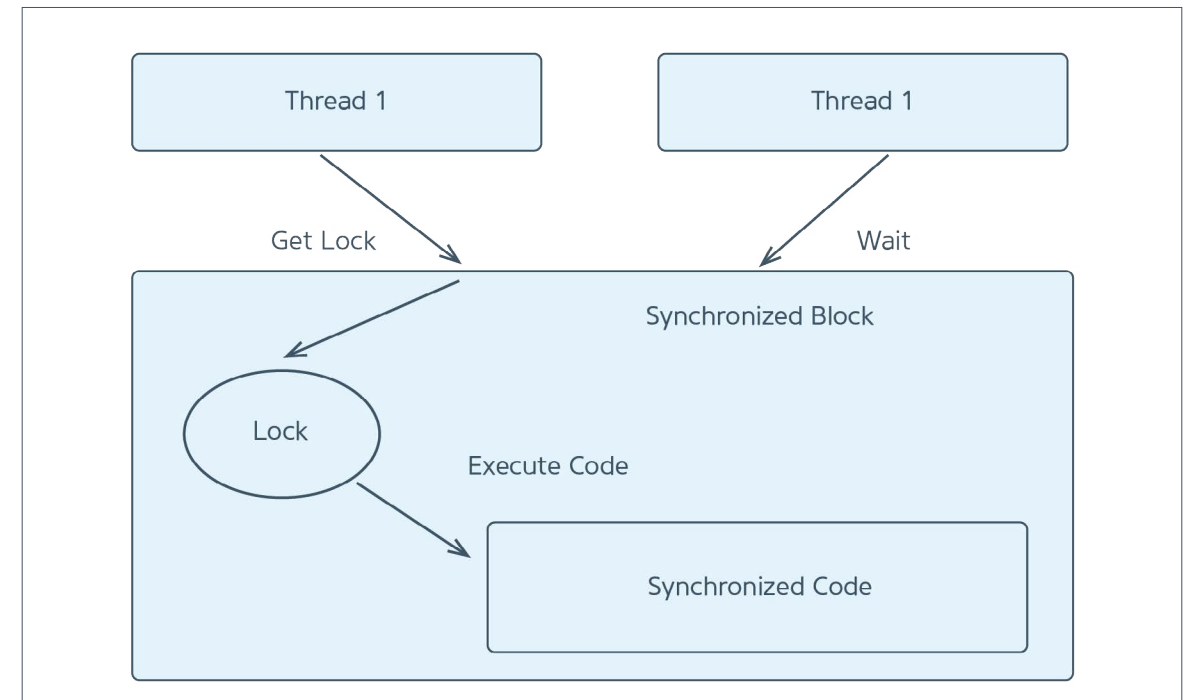 Thread 1
Thread 1
Get Lock
Wait
Synchronized Block
Lock
Execute Code
Synchronized Code